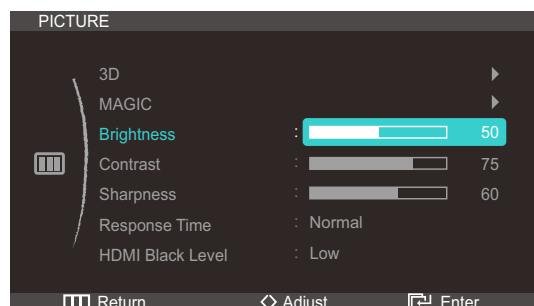 PICTURE
3D
MAGIC
Brightness : 50
Contrast : 75
Sharpness : 60
Response Time : Normal
HDMI Black Level : Low
Return Adjust Enter